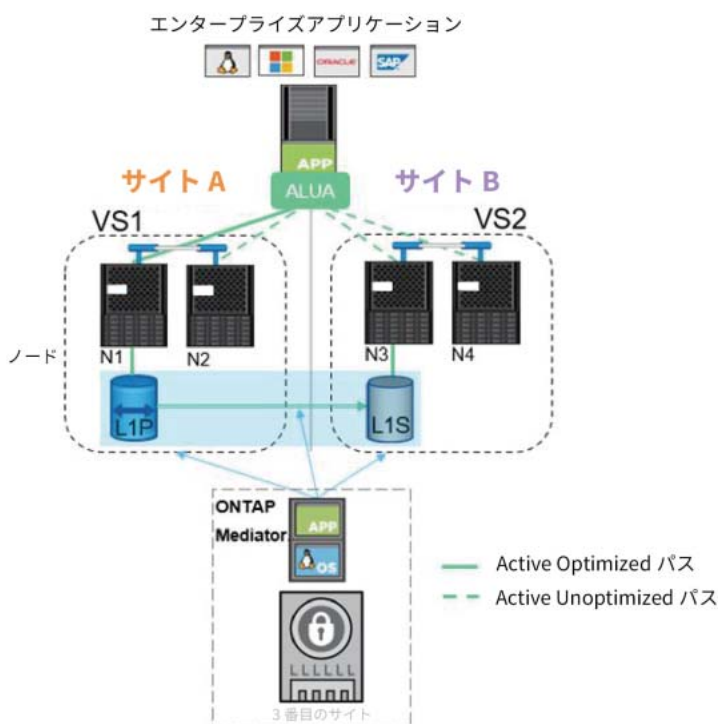 エンタープライズアプリケーション
ORACLE
SAP
APP
サイト A
ALUA
サイト B
VS1
VS2
ノード
N1
N2
N3
N4
L1P
L1S
ONTAP
Mediator
APP
OS
Active Optimized パス
Active Unoptimized パス
LLLLLL
3 番目のサイト